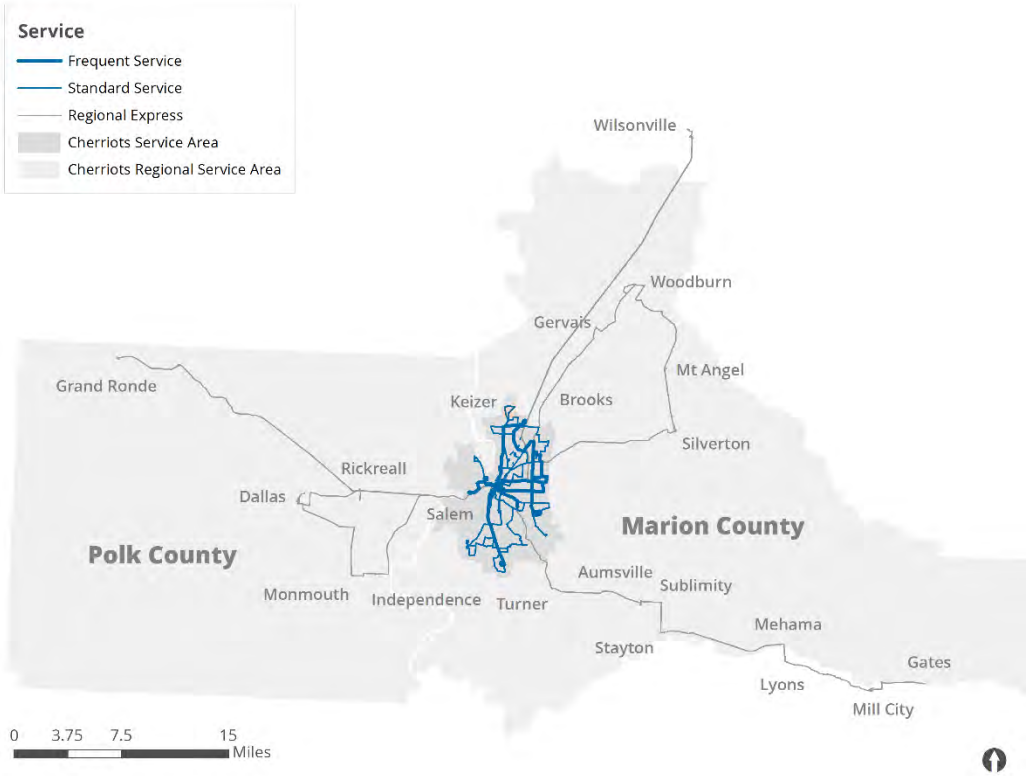 Service
Frequent Service
Standard Service
Regional Express
Cherriots Service Area
Cherriots Regional Service Area
Wilsonville
Woodburn
Gervais
Mt Angel
Grand Ronde
Keizer
Brooks
Silverton
Rickreall
Dallas
Salem
Marion County
Polk County
Aumsville
Sublimity
Monmouth
Independence
Turner
Mehama
Stayton
Gates
Lyons
Mill City
0 3.75 7.5 15
Miles